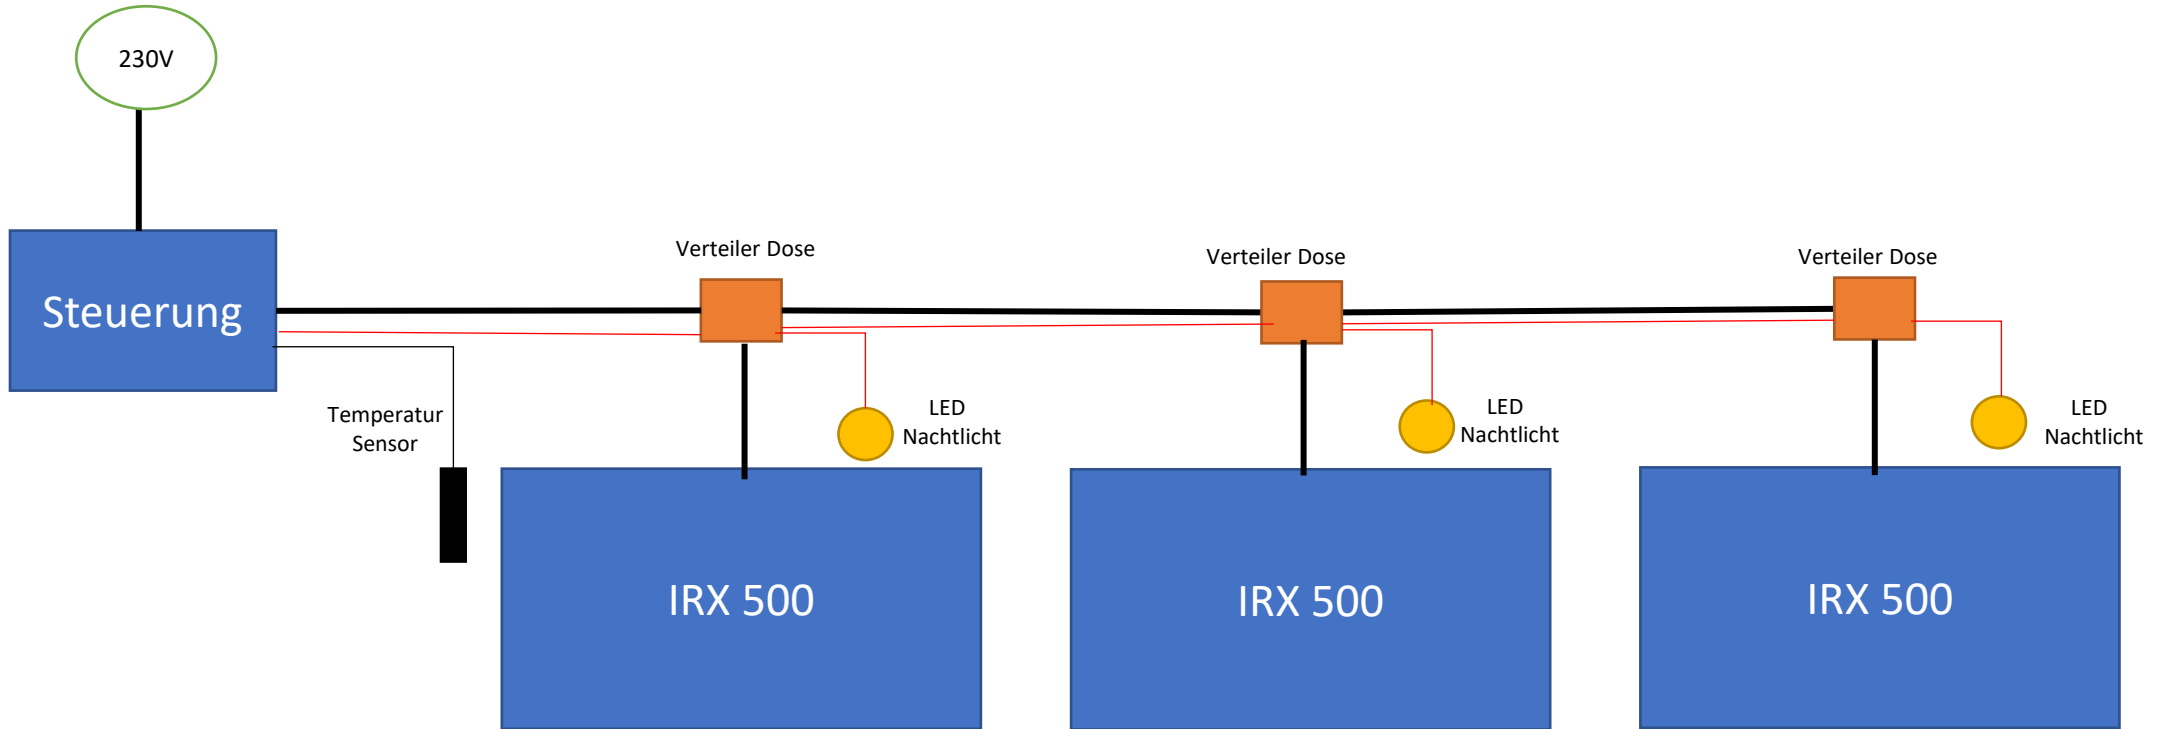 230V
Steuerung
Verteiler Dose
Verteiler Dose
Verteiler Dose
Temperatur
Sensor
LED
Nachtlicht
LED
Nachtlicht
LED
Nachtlicht
IRX 500
IRX 500
IRX 500